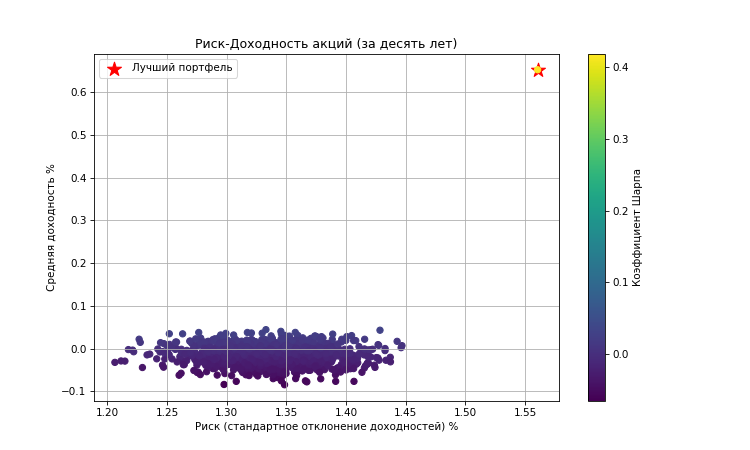 Риск-Доходность акций (за десять лет)
Лучший портфель
Средняя доходность %
0.6
0.5
0.4
0.3
0.2
0.1
0.0
−0.1
1.20 1.25 1.30 1.35 1.40 1.45 1.50 1.55
Риск (стандартное отклонение доходностей) %
0.4
0.3
0.2
0.1
0.0
Коэффициент Шарпа